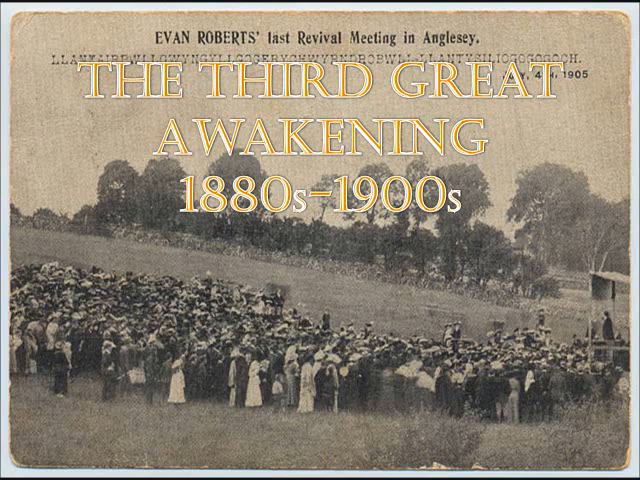 EVAN ROBERTS' last Revival Meeting in Anglesey,
1905
THE THIRD GREAT
AWAKENING
1880s-1900s